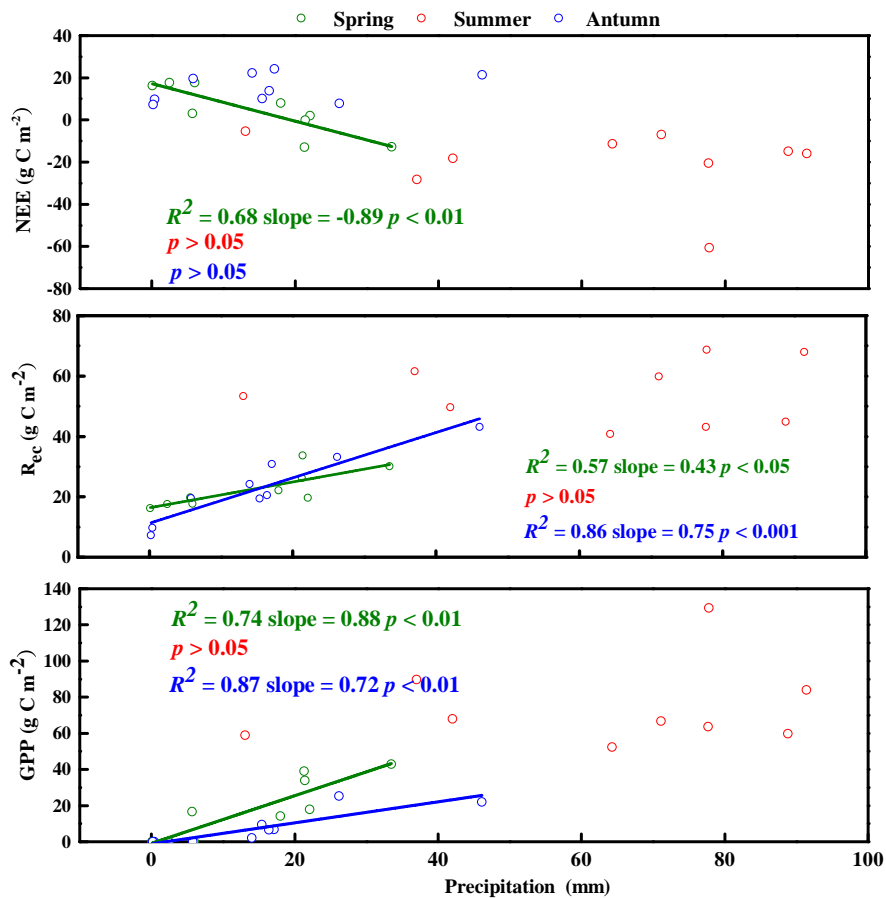 Spring Summer Antumn
40
20
0
-20
-40
-60
-80
NEE (g C m-2)
R2 = 0.68 slope = -0.89 p < 0.01
p > 0.05
p > 0.05
80
60
40
20
0
Rec (g C m-2)
R2 = 0.57 slope = 0.43 p < 0.05
p > 0.05
R2 = 0.86 slope = 0.75 p < 0.001
140
120
100
80
60
40
20
0
GPP (g C m-2)
R2 = 0.74 slope = 0.88 p < 0.01
p > 0.05
R2 = 0.87 slope = 0.72 p < 0.01
0 20 40 60 80 100
Precipitation (mm)